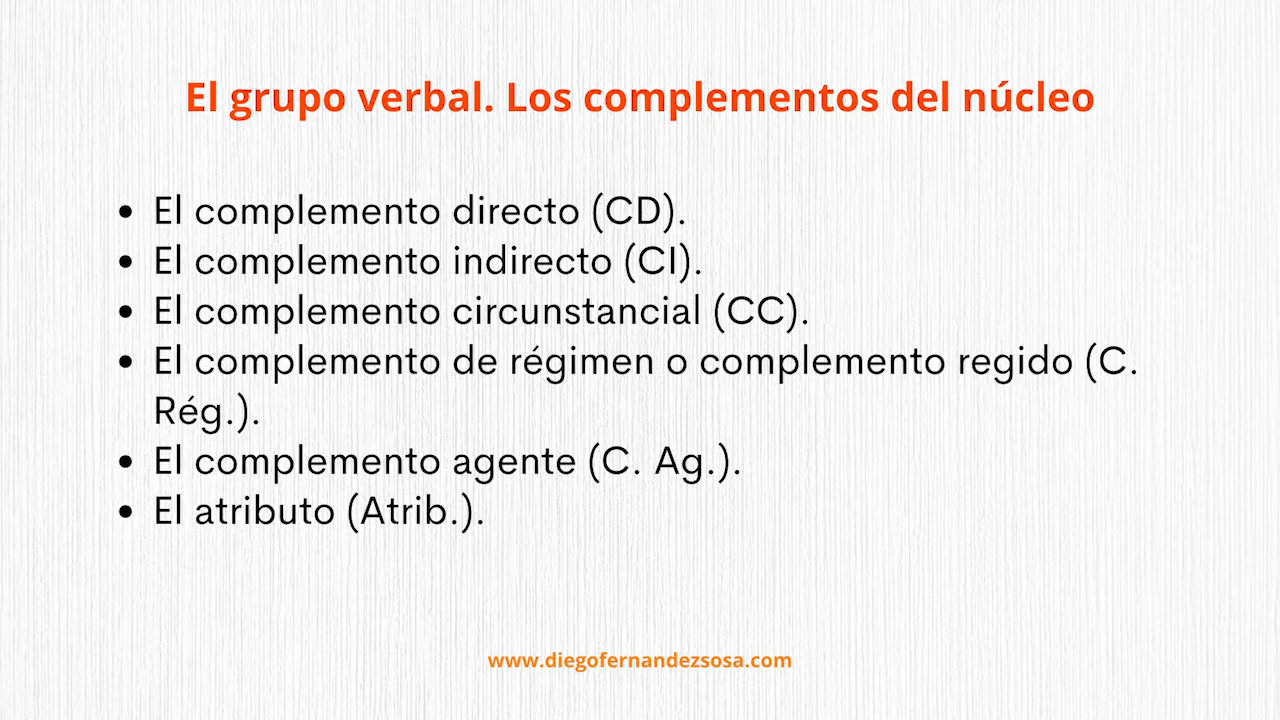 El grupo verbal. Los complementos del núcleo
• El complemento directo (CD).
• El complemento indirecto (CI).
• El complemento circunstancial (CC).
• El complemento de régimen o complemento regido (C.
Rég.).
• El complemento agente (C. Ag.).
• El atributo (Atrib.).
www.diegofernandezsosa.com